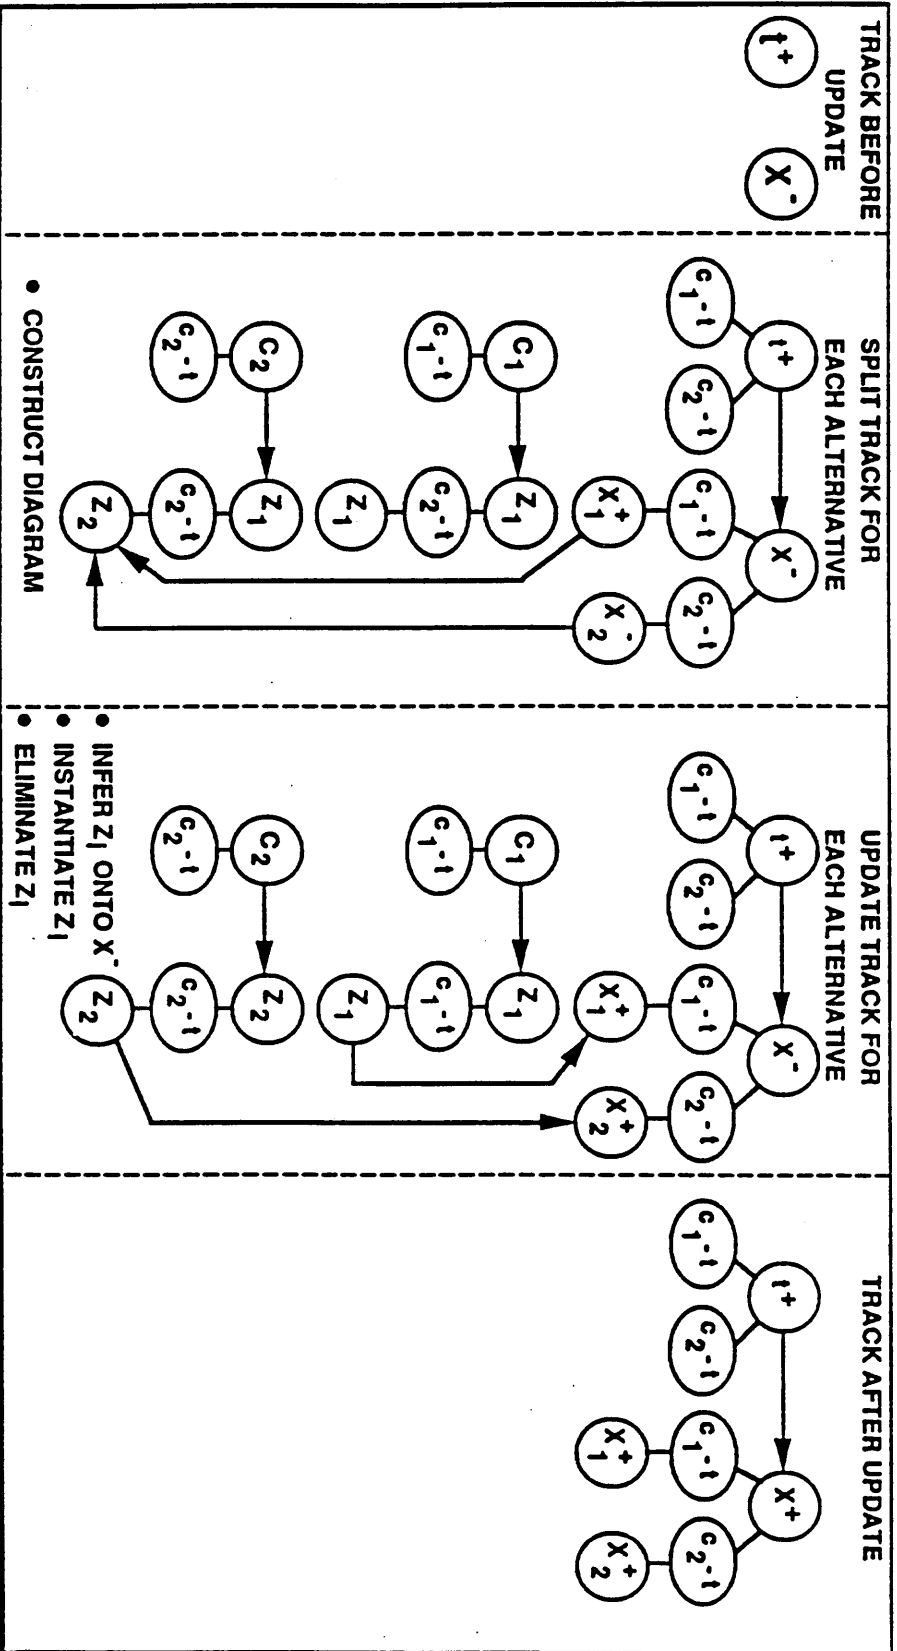 TRACK BEFORE
UPDATE
t+
X-
SPLIT TRACK FOR
EACH ALTERNATIVE
t+
X-
c1-t
c2-t
c1-t
c2-t
X1+
X2-
C1
Z1
c1-t
c2-t
Z1
C2
Z1
c2-t
c2-t
Z2
• CONSTRUCT DIAGRAM
UPDATE TRACK FOR
EACH ALTERNATIVE
t+
X-
c1-t
c2-t
c1-t
c2-t
X1+
X2+
C1
Z1
c1-t
c1-t
Z1
C2
Z2
c2-t
c2-t
Z2
• INFER Z1 ONTO X-
• INSTANTIATE Z1
• ELIMINATE Z1
TRACK AFTER UPDATE
t+
X+
c1-t
c2-t
c1-t
c2-t
X1+
X2+